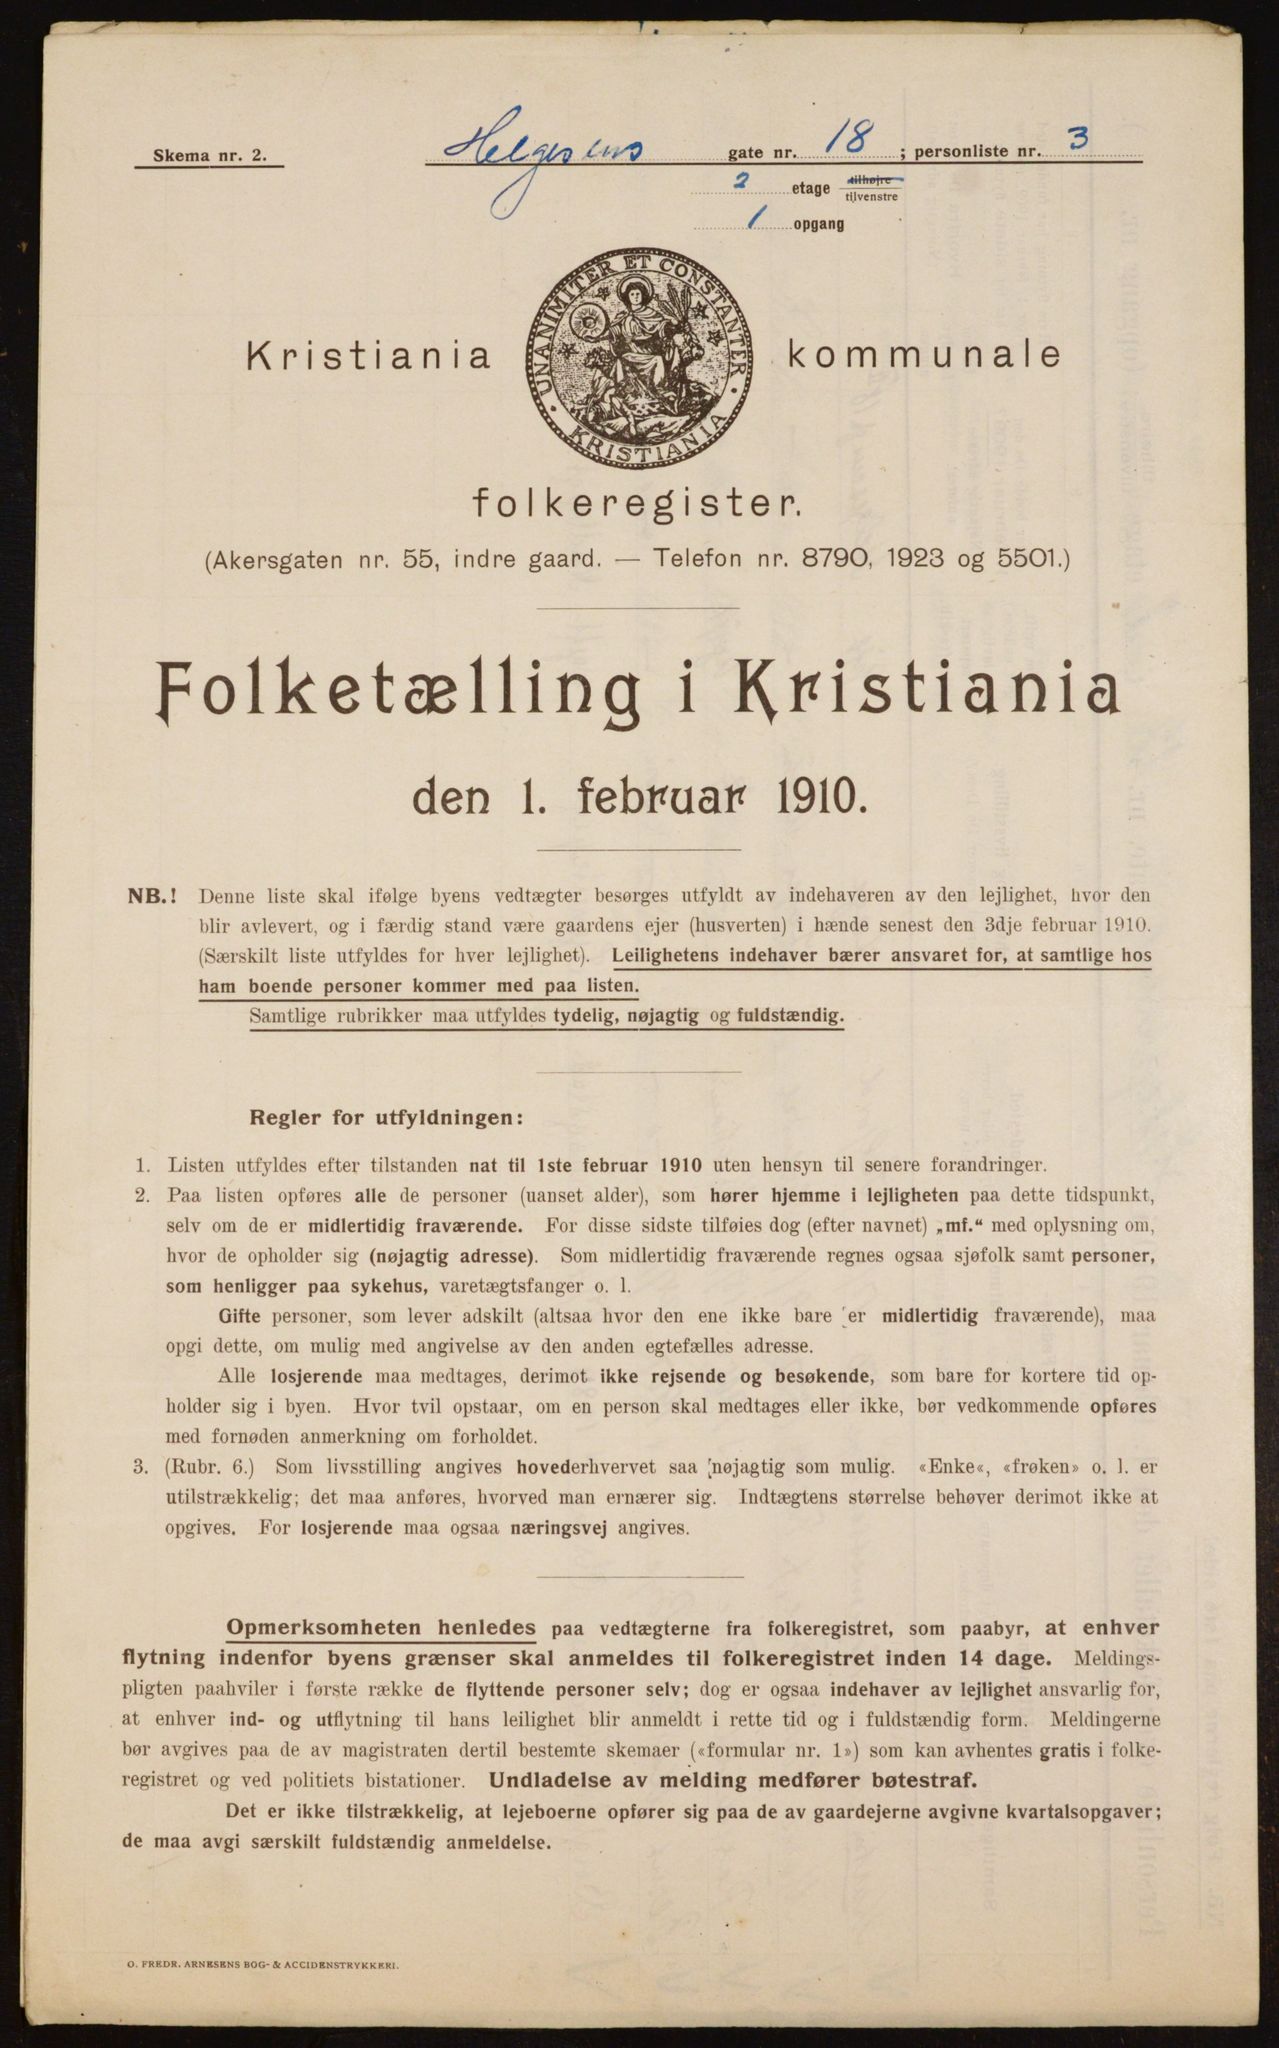 Skema nr. 2.
Helgesens gate nr. 18; personliste nr. 3
2 etage tilhøjre
tilvenstre
1 opgang
UNANIMITER ET CONSTANTER
KRISTIANIA
Kristiania kommunale
folkeregister.
(Akersgaten nr. 55, indre gaard. — Telefon nr. 8790, 1923 og 5501.)
Folketælling i Kristiania
den 1. februar 1910.
NB.! Denne liste skal ifølge byens vedtægter besørges utfyldt av indehaveren av den lejlighet, hvor den
blir avlevert, og i færdig stand være gaardens ejer (husverten) i hænde senest den 3dje februar 1910.
(Særskilt liste utfyldes for hver lejlighet). Leilighetens indehaver bærer ansvaret for, at samtlige hos
ham boende personer kommer med paa listen.
Samtlige rubrikker maa utfyldes tydelig, nøjagtig og fuldstændig.
Regler for utfyldningen:
1. Listen utfyldes efter tilstanden nat til 1ste februar 1910 uten hensyn til senere forandringer.
2. Paa listen opføres alle de personer (uanset alder), som hører hjemme i lejligheten paa dette tidspunkt,
selv om de er midlertidig fraværende. For disse sidste tilføies dog (efter navnet) „mf.“ med oplysning om,
hvor de opholder sig (nøjagtig adresse). Som midlertidig fraværende regnes ogsaa sjøfolk samt personer,
som henligger paa sykehus, varetægtsfanger o. l.
Gifte personer, som lever adskilt (altsaa hvor den ene ikke bare er midlertidig fraværende), maa
opgi dette, om mulig med angivelse av den anden egtefælles adresse.
Alle losjerende maa medtages, derimot ikke rejsende og besøkende, som bare for kortere tid op-
holder sig i byen. Hvor tvil opstaar, om en person skal medtages eller ikke, bør vedkommende opføres
med fornøden anmerkning om forholdet.
3. (Rubr. 6.) Som livsstilling angives hovederhvervet saa nøjagtig som mulig. «Enke«, «frøken» o. l. er
utilstrækkelig; det maa anføres, hvorved man ernærer sig. Indtægtens størrelse behøver derimot ikke at
opgives. For losjerende maa ogsaa næringsvej angives.
Opmerksomheten henledes paa vedtægterne fra folkeregistret, som paabyr, at enhver
flytning indenfor byens grænser skal anmeldes til folkeregistret inden 14 dage. Meldings-
pligten paahviler i første række de flyttende personer selv; dog er ogsaa indehaver av lejlighet ansvarlig for,
at enhver ind- og utflytning til hans leilighet blir anmeldt i rette tid og i fuldstændig form. Meldingerne
bør avgives paa de av magistraten dertil bestemte skemaer («formular nr. 1») som kan avhentes gratis i folke-
registret og ved politiets bistationer. Undladelse av melding medfører bøtestraf.
Det er ikke tilstrækkelig, at lejeboerne opfører sig paa de av gaardejerne avgivne kvartalsopgaver;
de maa avgi særskilt fuldstændig anmeldelse.
O. FREDR. ARNESENS BOG- & ACCIDENSTRYKKERI.